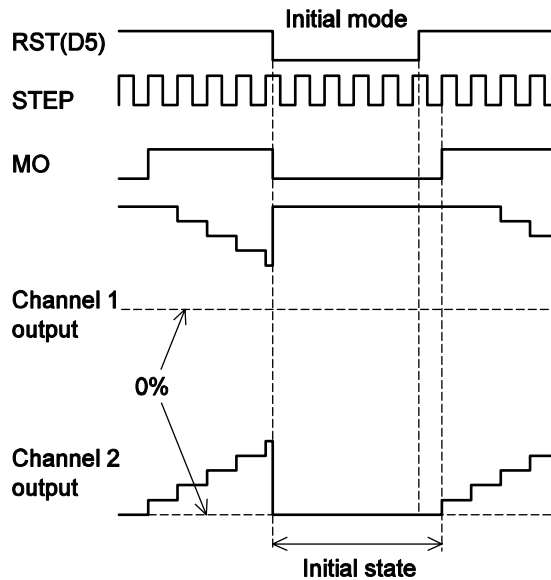 Initial mode
RST(D5)
STEP
MO
Channel 1
output
0%
Channel 2
output
Initial state